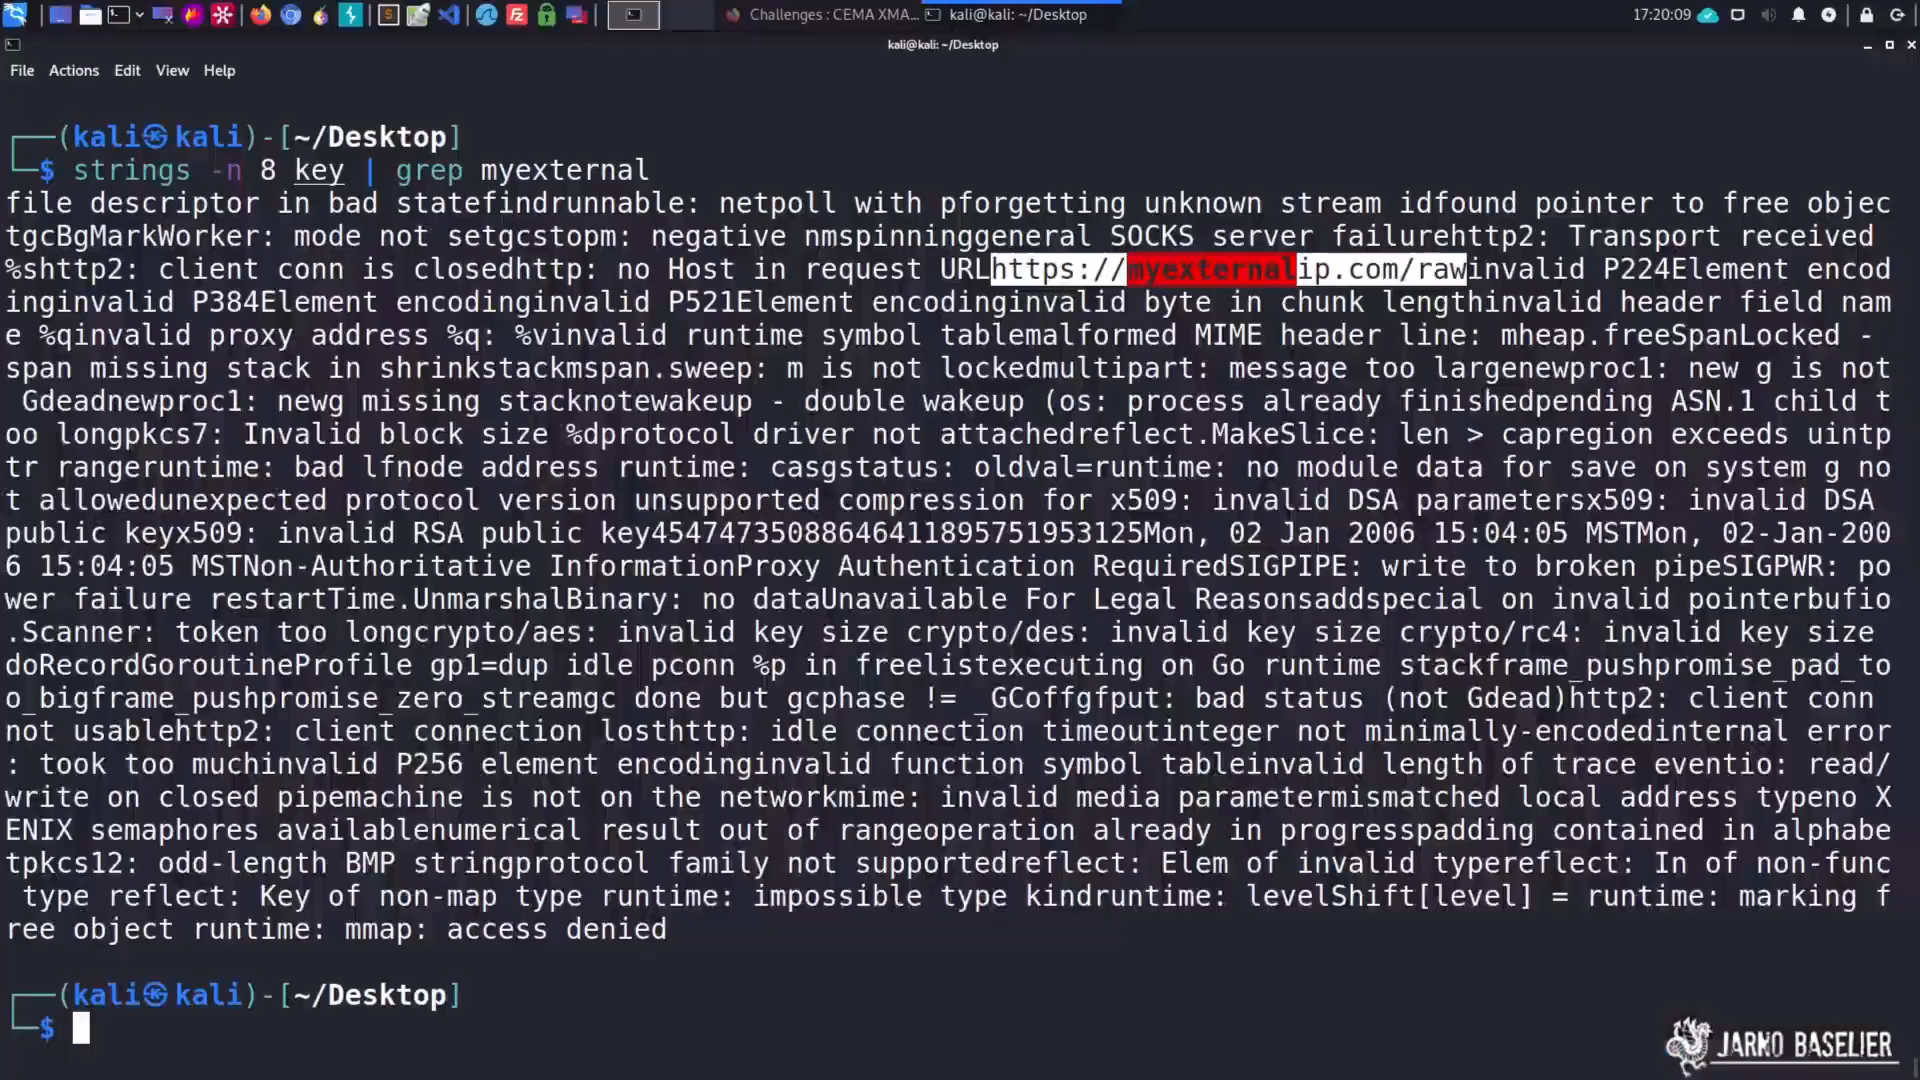 Challenges : CEMA XMA...
kali@kali: ~/Desktop
17:20:09
kali@kali: ~/Desktop
File Actions Edit View Help
(kali㉿kali)-[~/Desktop]
$ strings -n 8 key | grep myexternal
file descriptor in bad statefindrunnable: netpoll with pforgetting unknown stream idfound pointer to free objec
tgcBgMarkWorker: mode not setgcstopm: negative nmspinninggeneral SOCKS server failurehttp2: Transport received
%shttp2: client conn is closedhttp: no Host in request URLhttps://myexternalip.com/rawinvalid P224Element encod
inginvalid P384Element encodinginvalid P521Element encodinginvalid byte in chunk lengthinvalid header field nam
e %qinvalid proxy address %q: %vinvalid runtime symbol tablemalformed MIME header line: mheap.freeSpanLocked -
span missing stack in shrinkstackmspan.sweep: m is not lockedmultipart: message too largenewproc1: new g is not
Gdeadnewproc1: newg missing stacknotewakeup - double wakeup (os: process already finishedpending ASN.1 child t
oo longpkcs7: Invalid block size %dprotocol driver not attachedreflect.MakeSlice: len > capregion exceeds uintp
tr rangeruntime: bad lfnode address runtime: casgstatus: oldval=runtime: no module data for save on system g no
t allowedunexpected protocol version unsupported compression for x509: invalid DSA parametersx509: invalid DSA
public keyx509: invalid RSA public key4547473508864641189575195312​5Mon, 02 Jan 2006 15:04:05 MSTMon, 02-Jan-200
6 15:04:05 MSTNon-Authoritative InformationProxy Authentication RequiredSIGPIPE: write to broken pipeSIGPWR: po
wer failure restartTime.UnmarshalBinary: no dataUnavailable For Legal Reasonsaddspecial on invalid pointerbufio
.Scanner: token too longcrypto/aes: invalid key size crypto/des: invalid key size crypto/rc4: invalid key size
doRecordGoroutineProfile gp1=dup idle pconn %p in freelistexecuting on Go runtime stackframe_pushpromise_pad_to
o_bigframe_pushpromise_zero_streamgc done but gcphase != _GCoffgfput: bad status (not Gdead)http2: client conn
not usablehttp2: client connection losthttp: idle connection timeoutinteger not minimally-encodedinternal error
: took too muchinvalid P256 element encodinginvalid function symbol tableinvalid length of trace eventio: read/
write on closed pipemachine is not on the networkmime: invalid media parametermismatched local address typeno X
ENIX semaphores availablenumerical result out of rangeoperation already in progresspadding contained in alphabe
tpkcs12: odd-length BMP stringprotocol family not supportedreflect: Elem of invalid typereflect: In of non-func
type reflect: Key of non-map type runtime: impossible type kindruntime: levelShift[level] = runtime: marking f
ree object runtime: mmap: access denied
(kali㉿kali)-[~/Desktop]
$
JARNO BASELIER